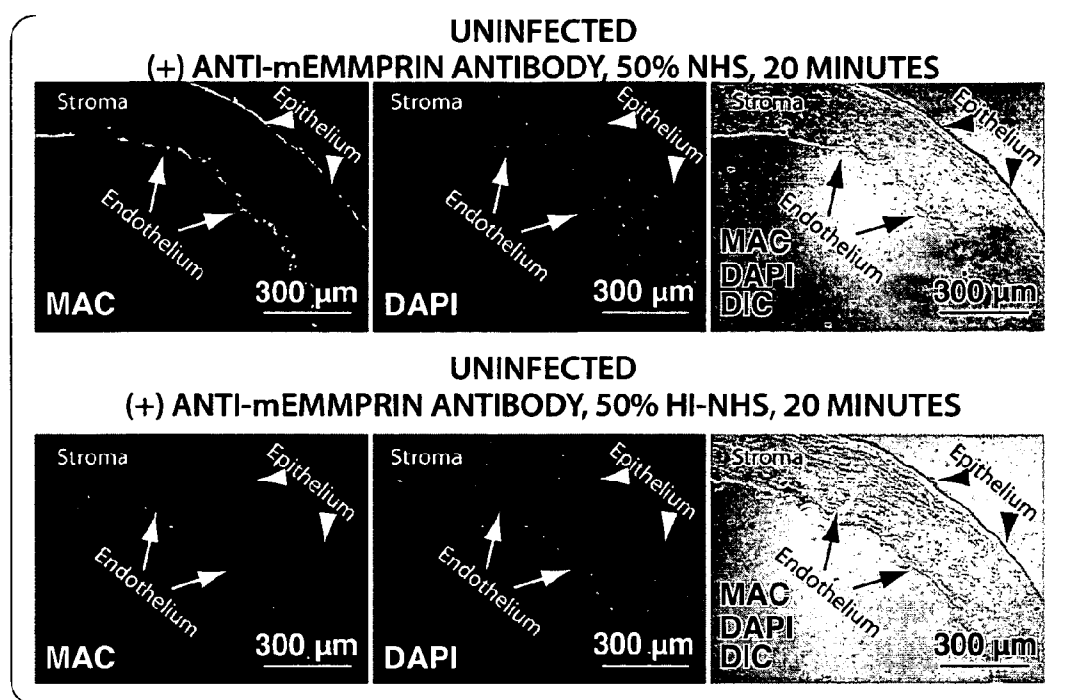 UNINFECTED
(+) ANTI-mEMMPRIN ANTIBODY, 50% NHS, 20 MINUTES
Stroma
Epithelium
Endothelium
MAC
300 µm
Stroma
Epithelium
Endothelium
DAPI
300 µm
Stroma
Epithelium
Endothelium
MAC
DAPI
DIC
300 µm
UNINFECTED
(+) ANTI-mEMMPRIN ANTIBODY, 50% HI-NHS, 20 MINUTES
Stroma
Epithelium
Endothelium
MAC
300 µm
Stroma
Epithelium
Endothelium
DAPI
300 µm
Stroma
Epithelium
Endothelium
MAC
DAPI
DIC
300 µm